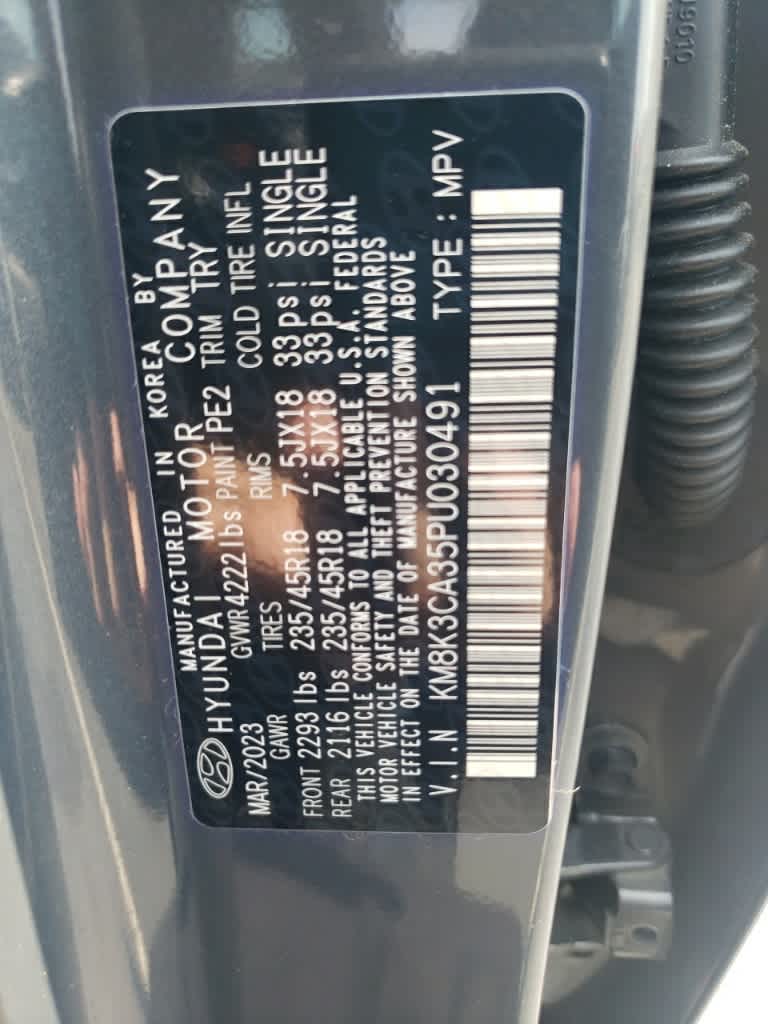 MANUFACTURED IN KOREA BY
HYUNDAI MOTOR COMPANY
MAR/2023 GVWR 4222lbs PAINT PE2 TRIM TRY
GAWR TIRES RIMS COLD TIRE INFL
FRONT 2293 lbs 235/45R18 7.5JX18 33psi SINGLE
REAR 2116 lbs 235/45R18 7.5JX18 33psi SINGLE
THIS VEHICLE CONFORMS TO ALL APPLICABLE U.S.A. FEDERAL
MOTOR VEHICLE SAFETY AND THEFT PREVENTION STANDARDS
IN EFFECT ON THE DATE OF MANUFACTURE SHOWN ABOVE
V.I.N KM8K3CA35PU030491 TYPE : MPV